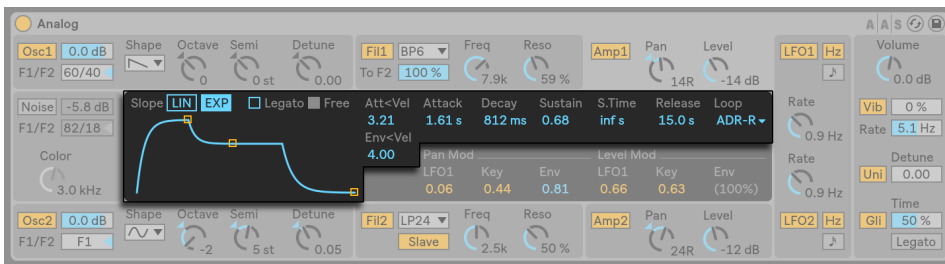 Analog A A S
Osc1 0.0 dB Shape Octave Semi Detune Fil1 BP6 Freq Reso Amp1 Pan Level LFO1 Hz Volume
F1/F2 60/40 0 0 st 0.00 To F2 100 % 7.9k 59 % 14R -14 dB 0.0 dB
Noise -5.8 dB Slope LIN EXP Legato Free Att<Vel Attack Decay Sustain S.Time Release Loop Rate Vib 0 %
F1/F2 82/18 3.21 1.61 s 812 ms 0.68 inf s 15.0 s ADR-R 0.9 Hz Rate 5.1 Hz
Env<Vel
Color 4.00 Pan Mod Level Mod Rate Detune
LFO1 Key Env LFO1 Key Env Uni 0.00
3.0 kHz 0.06 0.44 0.81 0.66 0.63 (100%) 0.9 Hz
Time
Osc2 0.0 dB Shape Octave Semi Detune Fil2 LP24 Freq Reso Amp2 Pan Level LFO2 Hz Gli 50 %
F1/F2 F1 -2 5 st 0.05 Slave 2.5k 50 % 24R -12 dB Legato